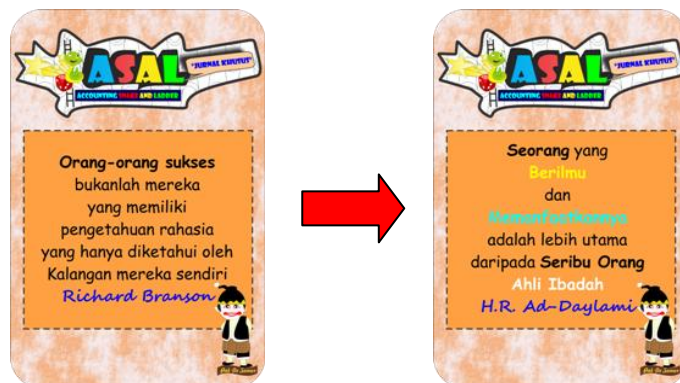 ASAL
"JURNAL KHUSUS"
ACCOUNTING SNAKE AND LADDER
Orang-orang sukses
bukanlah mereka
yang memiliki
pengetahuan rahasia
yang hanya diketahui oleh
Kalangan mereka sendiri
Richard Branson
ASAL
"JURNAL KHUSUS"
ACCOUNTING SNAKE AND LADDER
Seorang yang
Berilmu
dan
Memanfaatkannya
adalah lebih utama
daripada Seribu Orang
Ahli Ibadah
H.R. Ad-Daylami